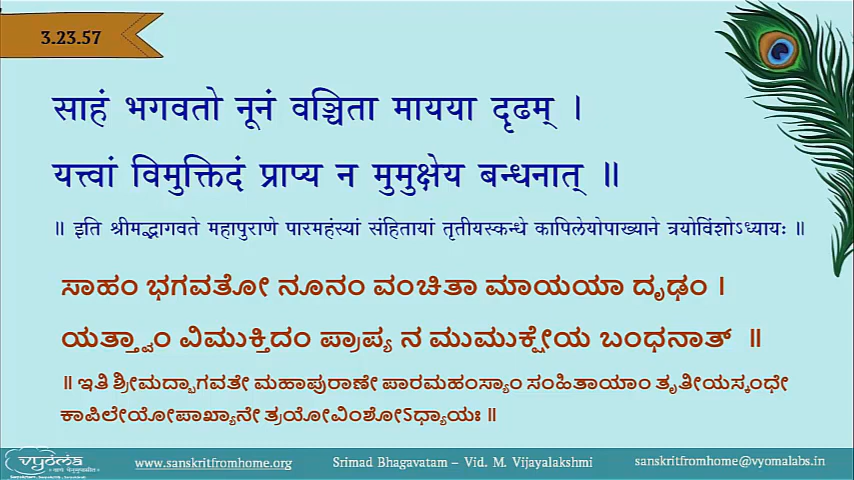 3.23.57
साहं भगवतो नूनं वञ्चिता मायया दृढम् ।
यत्त्वां विमुक्तिदं प्राप्य न मुमुक्षेय बन्धनात् ॥
॥ इति श्रीमद्भागवते महापुराणे पारमहंस्यां संहितायां तृतीयस्कन्धे कापिलेयोपाख्याने त्रयोविंशोऽध्यायः ॥
ಸಾಹಂ ಭಗವತೋ ನೂನಂ ವಂಚಿತಾ ಮಾಯಯಾ ದೃಢಂ ।
ಯತ್ತ್ವಾಂ ವಿಮುಕ್ತಿದಂ ಪ್ರಾಪ್ಯ ನ ಮುಮುಕ್ಷೇಯ ಬಂಧನಾತ್ ॥
॥ ಇತಿ ಶ್ರೀಮದ್ಭಾಗವತೇ ಮಹಾಪುರಾಣೇ ಪಾರಮಹಂಸ್ಯಾಂ ಸಂಹಿತಾಯಾಂ ತೃತೀಯಸ್ಕಂಧೇ
ಕಾಪಿಲೇಯೋಪಾಖ್ಯಾನೇ ತ್ರಯೋವಿಂಶೋಽಧ್ಯಾಯಃ ॥
vyoma
www.sanskritfromhome.org Srimad Bhagavatam – Vid. M. Vijayalakshmi sanskritfromhome@vyomalabs.in